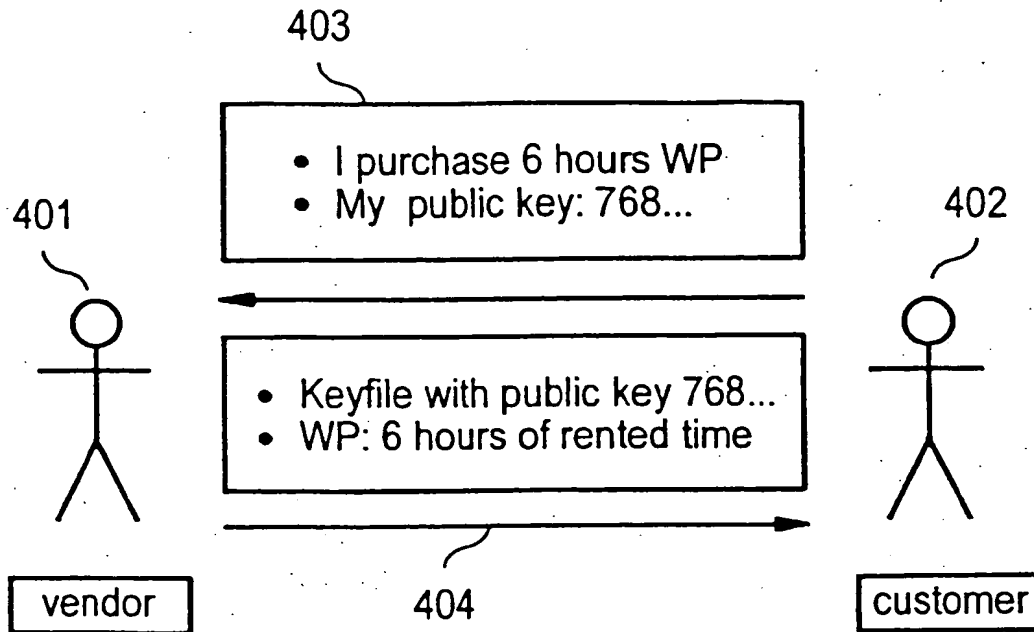 403
• I purchase 6 hours WP
• My public key: 768...
401
402
• Keyfile with public key 768...
• WP: 6 hours of rented time
404
vendor
customer